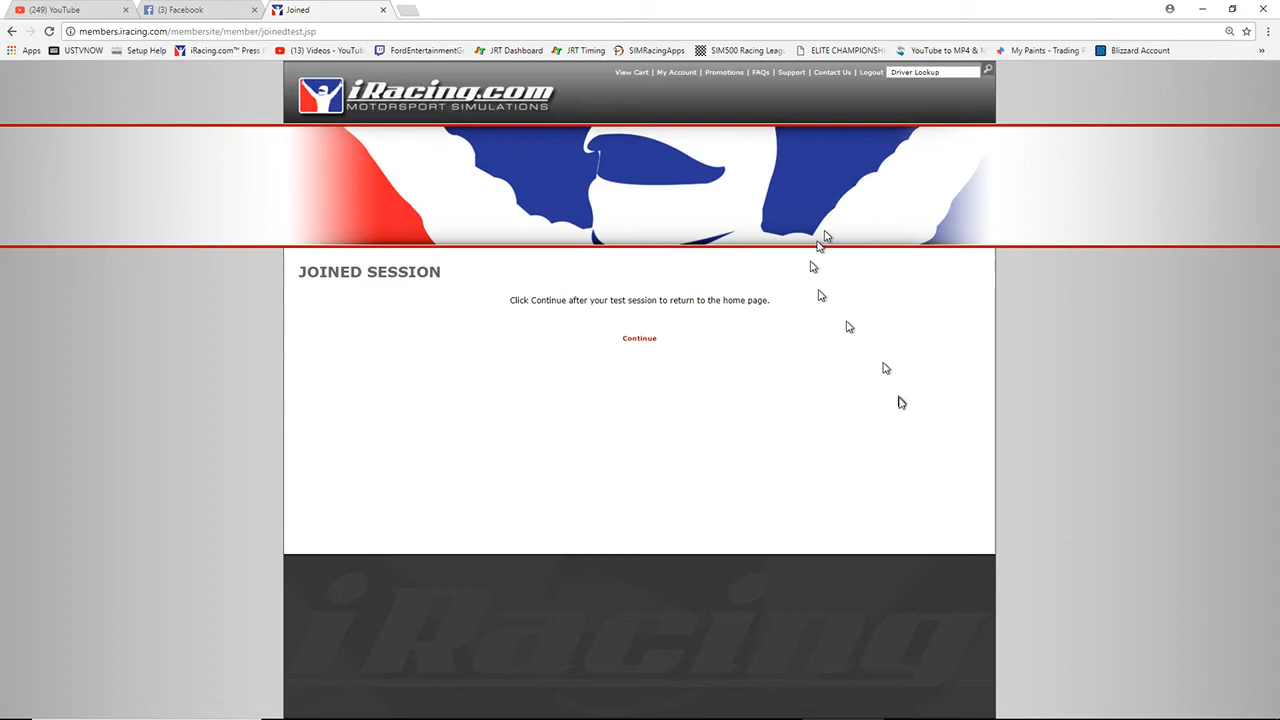 (249) YouTube
(3) Facebook
Joined
members.iracing.com/membersite/member/joinedtest.jsp
Apps
USTVNOW
Setup Help
iRacing.com™ Press F
(13) Videos - YouTub
FordEntertainmentG
JRT Dashboard
JRT Timing
SIMRacingApps
SIM500 Racing Leag
E CHAMPIONSHI
YouTube to MP4 & M
My Paints - Trading P
Blizzard Account
»
View Cart | My Account | Promotions | FAQs | Support | Contact Us | Logout
Driver Lookup
iRacing.com
MOTORSPORT SIMULATIONS
JOINED SESSION
Click Continue after your test session to return to the home page.
Continue
iRacing